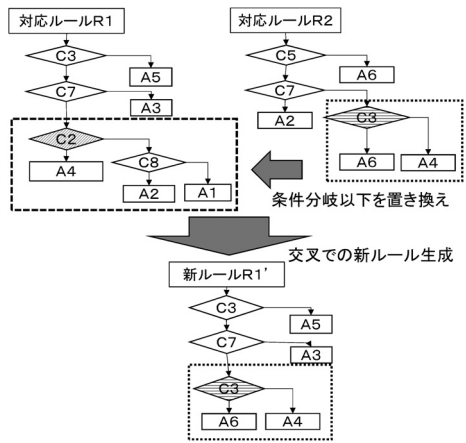 対応ルールR1
C3
A5
C7
A3
C2
A4
C8
A2
A1
対応ルールR2
C5
A6
C7
A2
C3
A6
A4
条件分岐以下を置き換え
交叉での新ルール生成
新ルールR1'
C3
A5
C7
A3
C3
A6
A4